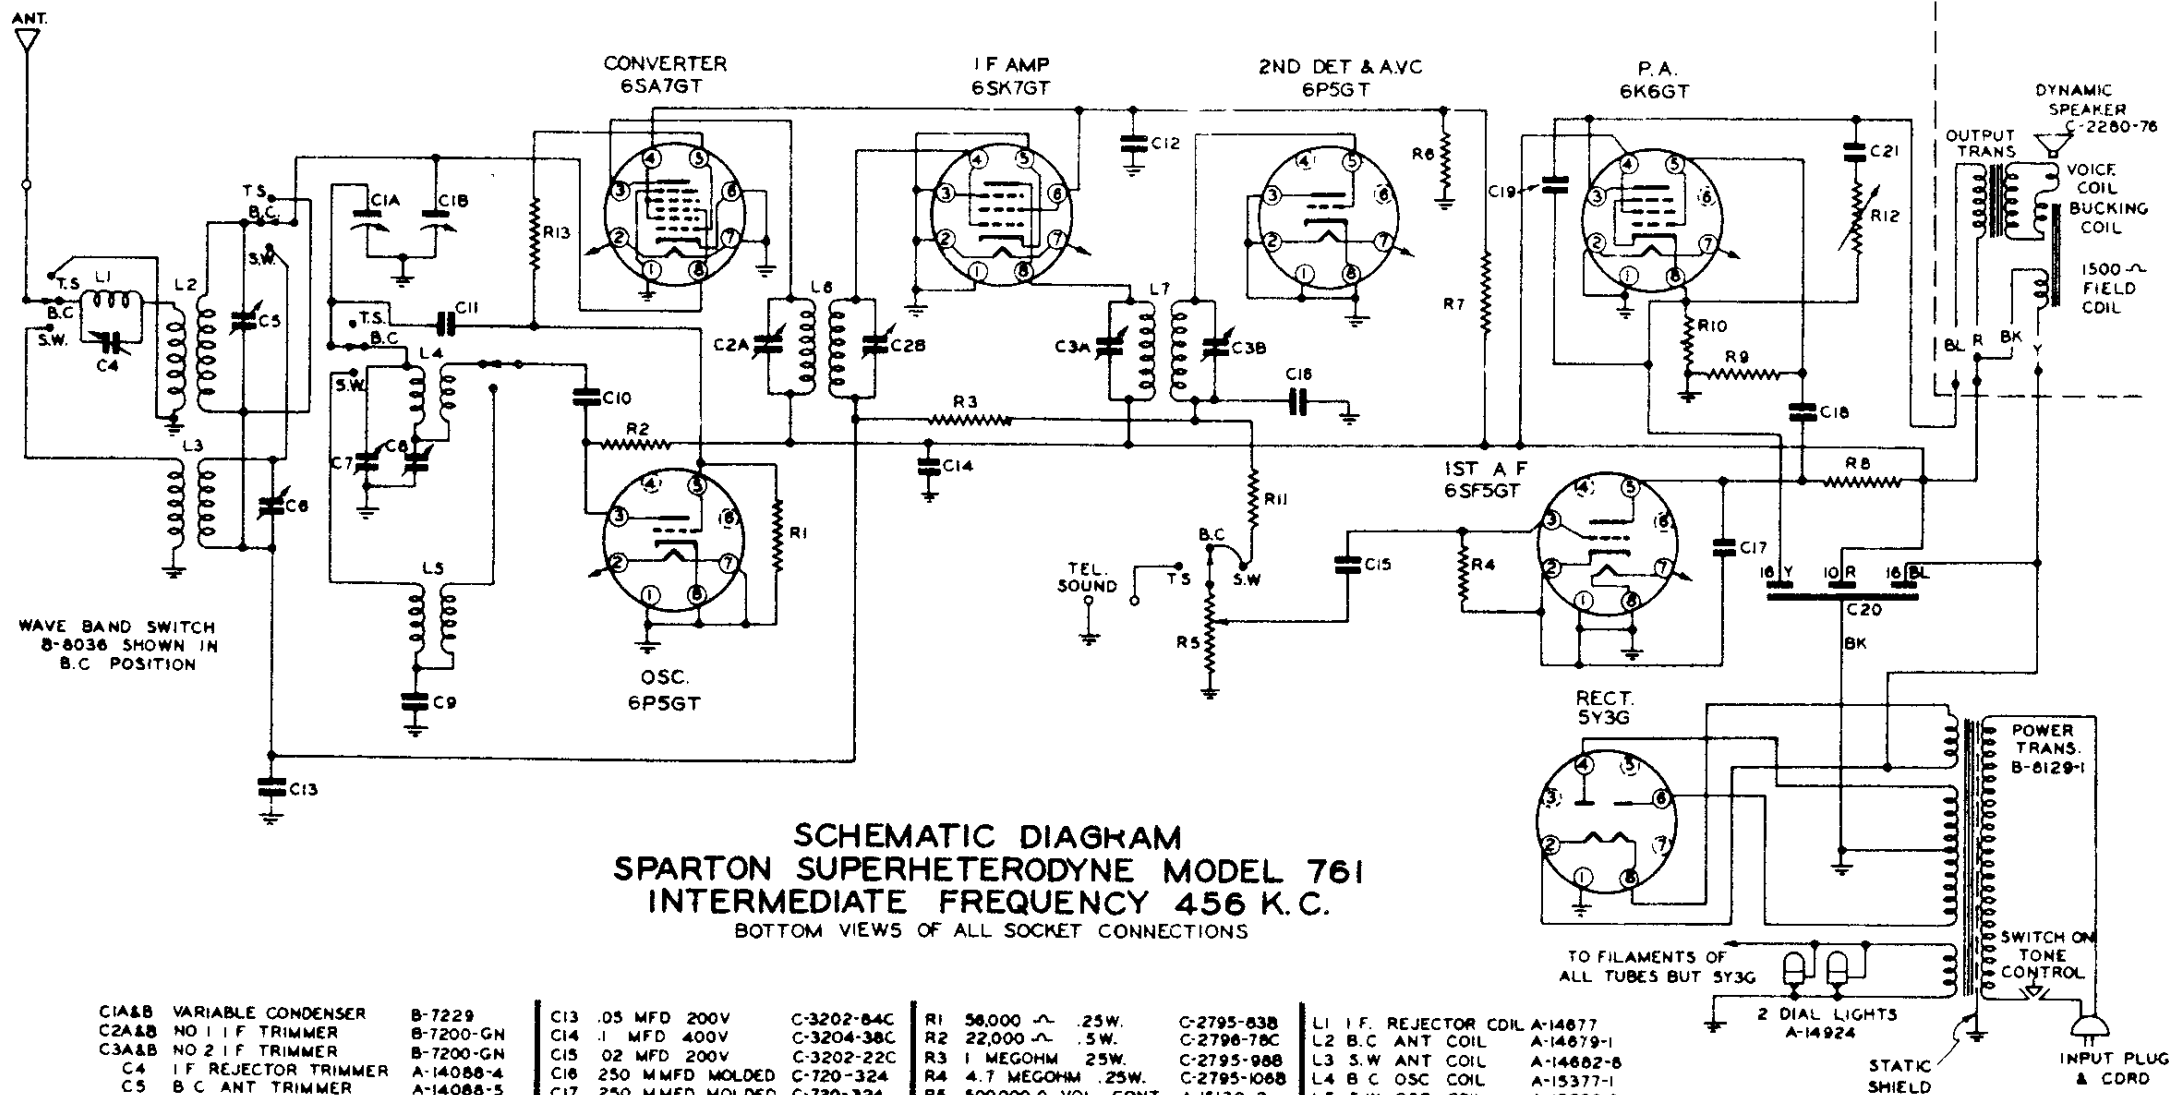 ANT.
CONVERTER
6SA7GT
I F AMP
6SK7GT
2ND DET & A.V.C
6P5GT
P.A.
6K6GT
DYNAMIC
SPEAKER
C-2280-76
OUTPUT
TRANS
VOICE
COIL
BUCKING
COIL
1500 ~
FIELD
COIL
BL R BK Y
T.S.
B.C.
S.W.
C1A
C1B
R13
C12
R6
C19
C21
R12
T.S
L1
B.C
S.W.
C4
L2
C5
C11
T.S.
B.C
S.W.
L4
L6
C2A
C2B
L7
C3A
C3B
R7
R10
R9
C10
R2
R3
C16
C18
L3
C6
C7
C8
C14
R11
1ST A F
6SF5GT
R8
R1
TEL.
SOUND
T S
B.C
S.W
R5
C15
R4
C17
16 Y
10 R
16 BL
C20
BK
L5
C9
OSC.
6P5GT
WAVE BAND SWITCH
B-8036 SHOWN IN
B.C POSITION
C13
RECT.
5Y3G
POWER
TRANS.
B-8129-1
SCHEMATIC DIAGRAM
SPARTON SUPERHETERODYNE MODEL 761
INTERMEDIATE FREQUENCY 456 K.C.
BOTTOM VIEWS OF ALL SOCKET CONNECTIONS
TO FILAMENTS OF
ALL TUBES BUT 5Y3G
2 DIAL LIGHTS
A-14924
SWITCH ON
TONE
CONTROL
STATIC
SHIELD
INPUT PLUG
& CORD
C1A&B VARIABLE CONDENSER B-7229
C2A&B NO 1 I F TRIMMER B-7200-GN
C3A&B NO 2 I F TRIMMER B-7200-GN
C4 I F REJECTOR TRIMMER A-14088-4
C5 B C ANT TRIMMER A-14088-5
C13 .05 MFD 200V C-3202-84C
C14 .1 MFD 400V C-3204-38C
C15 02 MFD 200V C-3202-22C
C16 250 MMFD MOLDED C-720-324
C17 250 MMFD MOLDED C-720-324
R1 56,000 ~ .25W. C-2795-83B
R2 22,000 ~ .5W. C-2796-78C
R3 1 MEGOHM 25W. C-2795-98B
R4 4.7 MEGOHM .25W. C-2795-106B
L1 I F. REJECTOR COIL A-14677
L2 B.C ANT COIL A-14679-1
L3 S.W ANT COIL A-14682-8
L4 B C OSC COIL A-15377-1